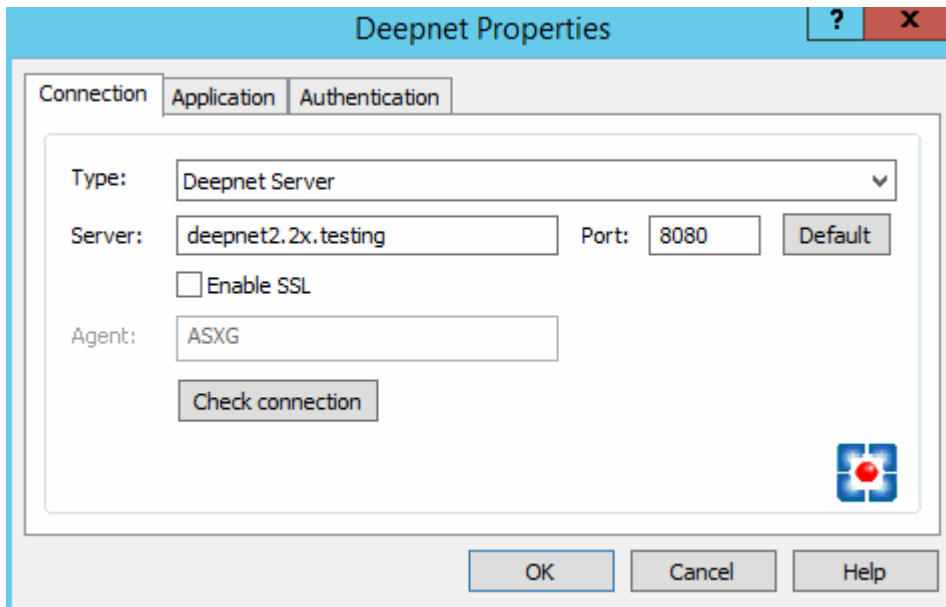 Deepnet Properties
? x
Connection Application Authentication
Type: Deepnet Server
Server: deepnet2.2x.testing Port: 8080 Default
Enable SSL
Agent: ASXG
Check connection
OK Cancel Help